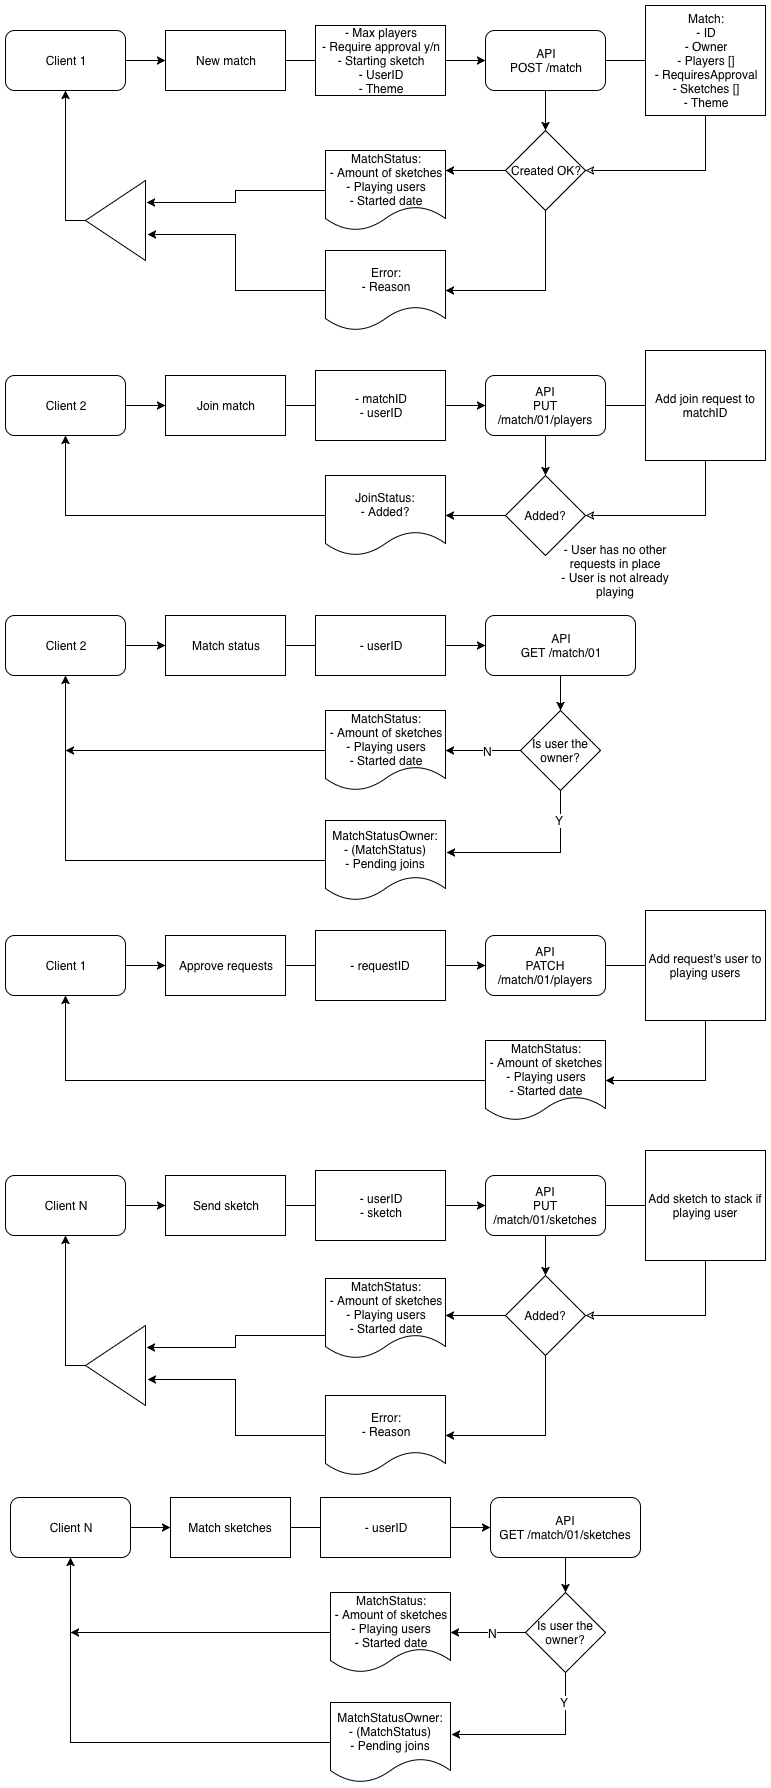 Client 1
New match
- Max players
- Require approval y/n
- Starting sketch
- UserID
- Theme
API
POST /match
Match:
- ID
- Owner
- Players []
- RequiresApproval
- Sketches []
- Theme
MatchStatus:
- Amount of sketches
- Playing users
- Started date
Created OK?
Error:
- Reason
Client 2
Join match
- matchID
- userID
API
PUT
/match/01/players
Add join request to
matchID
JoinStatus:
- Added?
Added?
- User has no other
requests in place
- User is not already
playing
Client 2
Match status
- userID
API
GET /match/01
MatchStatus:
- Amount of sketches
- Playing users
- Started date
N
Is user the
owner?
Y
MatchStatusOwner:
- (MatchStatus)
- Pending joins
Client 1
Approve requests
- requestID
API
PATCH
/match/01/players
Add request's user to
playing users
MatchStatus:
- Amount of sketches
- Playing users
- Started date
Client N
Send sketch
- userID
- sketch
API
PUT
/match/01/sketches
Add sketch to stack if
playing user
MatchStatus:
- Amount of sketches
- Playing users
- Started date
Added?
Error:
- Reason
Client N
Match sketches
- userID
API
GET /match/01/sketches
MatchStatus:
- Amount of sketches
- Playing users
- Started date
N
Is user the
owner?
Y
MatchStatusOwner:
- (MatchStatus)
- Pending joins